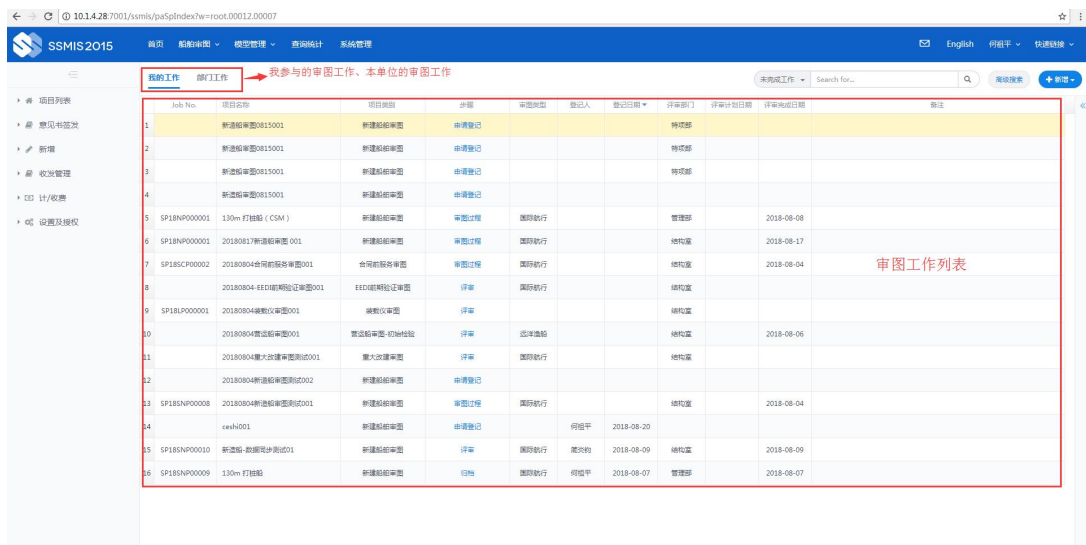 10.1.4.28:7001/ssmis/paSpIndex?w=root.00012.00007
SSMIS2015 首页 船舶审图 模型管理 查询统计 系统管理 English 何祖平 快速链接
我的工作 部门工作 我参与的审图工作、本单位的审图工作 未完成工作 Search for... 高级搜索 +新增
项目列表
意见书签发
新增
收发管理
计/收费
设置及授权
Job No. 项目名称 项目类别 步骤 审图类型 登记人 登记日期 评审部门 评审计划日期 评审完成日期 备注
1 新造船审图0815001 新建船舶审图 申请登记 特项部
2 新造船审图0815001 新建船舶审图 申请登记 特项部
3 新造船审图0815001 新建船舶审图 申请登记 特项部
4 新造船审图0815001 新建船舶审图 申请登记
5 SP18NP000001 130m 打桩船（CSM） 新建船舶审图 审图过程 国际航行 管理部 2018-08-08
6 SP18NP000001 20180817新造船审图 001 新建船舶审图 审图过程 国际航行 结构室 2018-08-17
7 SP18SCP00002 20180804合同前服务审图001 合同前服务审图 审图过程 国际航行 结构室 2018-08-04
审图工作列表
8 20180804-EEDI前期验证审图001 EEDI前期验证审图 评审 国际航行 结构室
9 SP18LP000001 20180804装载仪审图001 装载仪审图 评审 结构室
10 20180804营运船审图001 营运船审图-初始检验 评审 远洋渔船 结构室 2018-08-06
11 20180804重大改建审图测试001 重大改建审图 评审 国际航行 结构室
12 20180804新造船审图测试002 新建船舶审图 申请登记
13 SP18SNP00008 20180804新造船审图测试001 新建船舶审图 审图过程 国际航行 结构室 2018-08-04
14 ceshi001 新建船舶审图 申请登记 何祖平 2018-08-20
15 SP18SNP00010 新造船-数据同步测试01 新建船舶审图 评审 国际航行 2018-08-09 结构室 2018-08-09
16 SP18SNP00009 130m 打桩船 新建船舶审图 归档 国际航行 何祖平 2018-08-07 管理部 2018-08-07